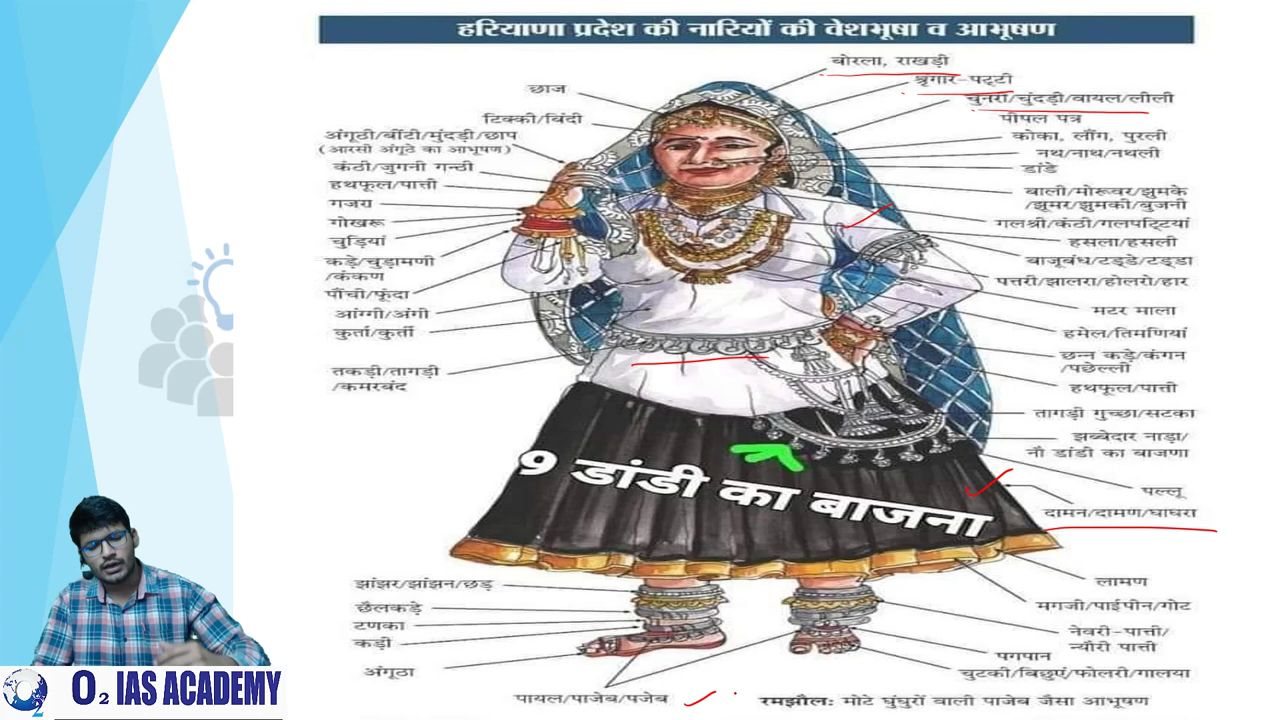 हरियाणा प्रदेश की नारियों की वेशभूषा व आभूषण
बोरला, राखड़ी
श्रृंगार-पट्टी
चुनरी/चुंदड़ी/वायल/लीली
पीपल पत्र
कोका, लौंग, पुरली
नथ/नाथ/नथली
डांडे
बाली/मोरूवर/झुमके
/झूमर/झुमकी/बुजनी
गलश्री/कंठी/गलपट्टियां
हसला/हसली
बाजूबंध/टड्डे/टड्डा
पत्तरी/झालरा/होलरो/हार
मटर माला
हमेल/तिमणियां
छन्न कड़े/कंगन
/पछेल्ली
हथफूल/पात्ती
तागड़ी गुच्छा/सटका
झब्बेदार नाड़ा/
नौ डांडी का बाजणा
पल्लू
दामन/दामण/घाघरा
लामण
मगजी/पाईपीन/गोट
नेवरी-पात्ती/
न्यौरी पात्ती
पगपान
चुटकी/बिछुएं/फोलरी/गालया
रमझौल: मोटे घुंघुरों वाली पाजेब जैसा आभूषण
छाज
टिक्की/बिंदी
अंगूठी/बींटी/मुंदड़ी/छाप
(आरसी अंगूठे का आभूषण)
कंठी/जुगनी गन्ठी
हथफूल/पात्ती
गजरा
गोखरू
चुड़ियां
कड़े/चुड़ामणी
/कंकण
पौंची/फूंदा
आंग्गी/अंगी
कुर्ता/कुर्ती
तकड़ी/तागड़ी
/कमरबंद
9 डांडी का बाजना
झांझर/झांझन/छड़
छैलकड़े
टणका
कड़ी
अंगूठा
पायल/पाजेब/पजेब
O₂ IAS ACADEMY
2